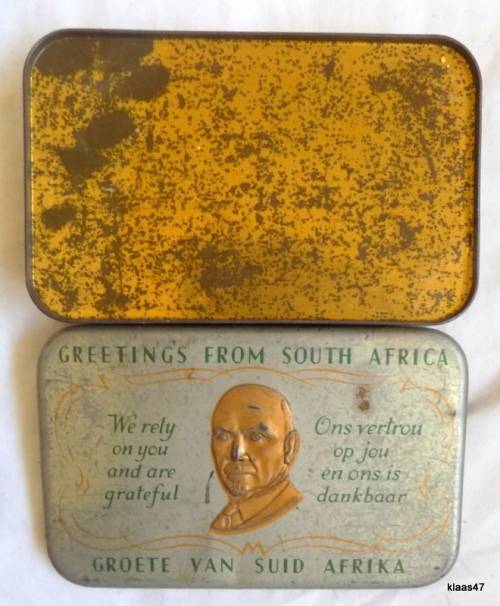 GREETINGS FROM SOUTH AFRICA
We rely
on you
and are
grateful
Ons vertrou
op jou
en ons is
dankbaar
GROETE VAN SUID AFRIKA
klaas47